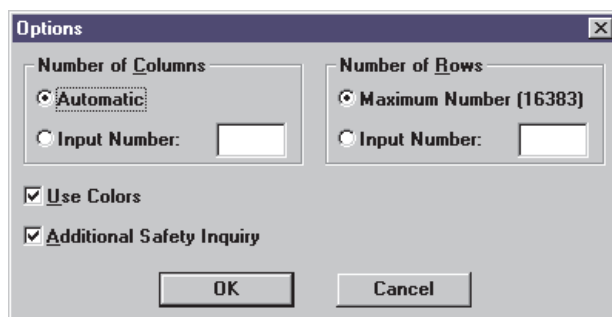 Options
Number of Columns
Automatic
Input Number:
Number of Rows
Maximum Number (16383)
Input Number:
Use Colors
Additional Safety Inquiry
OK
Cancel